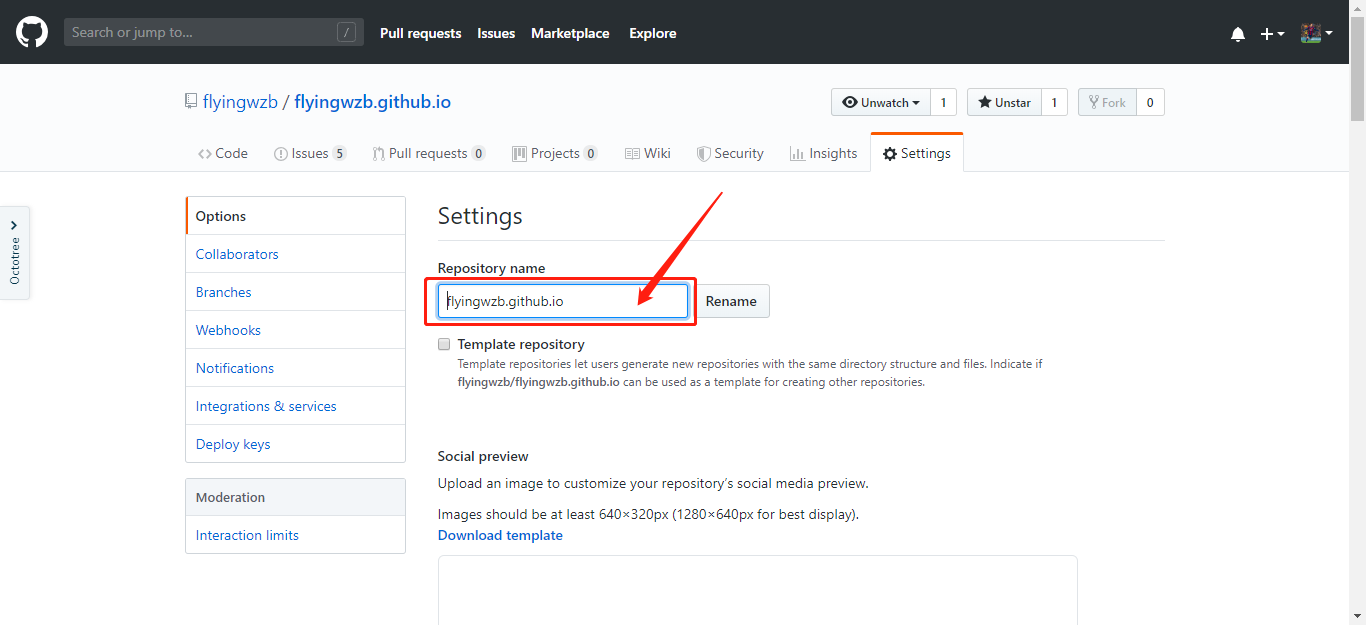 Search or jump to... /
Pull requests Issues Marketplace Explore
flyingwzb / flyingwzb.github.io
Unwatch 1 Unstar 1 Fork 0
Code Issues 5 Pull requests 0 Projects 0 Wiki Security Insights Settings
Octotree
Options
Collaborators
Branches
Webhooks
Notifications
Integrations & services
Deploy keys
Moderation
Interaction limits
Settings
Repository name
flyingwzb.github.io Rename
Template repository
Template repositories let users generate new repositories with the same directory structure and files. Indicate if
flyingwzb/flyingwzb.github.io can be used as a template for creating other repositories.
Social preview
Upload an image to customize your repository’s social media preview.
Images should be at least 640×320px (1280×640px for best display).
Download template